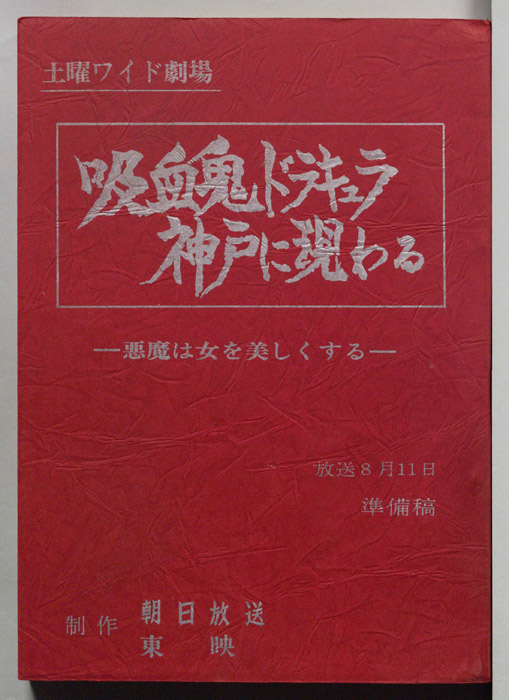 土曜ワイド劇場
吸血鬼ドラキュラ
神戸に現わる
―悪魔は女を美しくする―
放送8月11日
準備稿
制作 朝日放送
東映